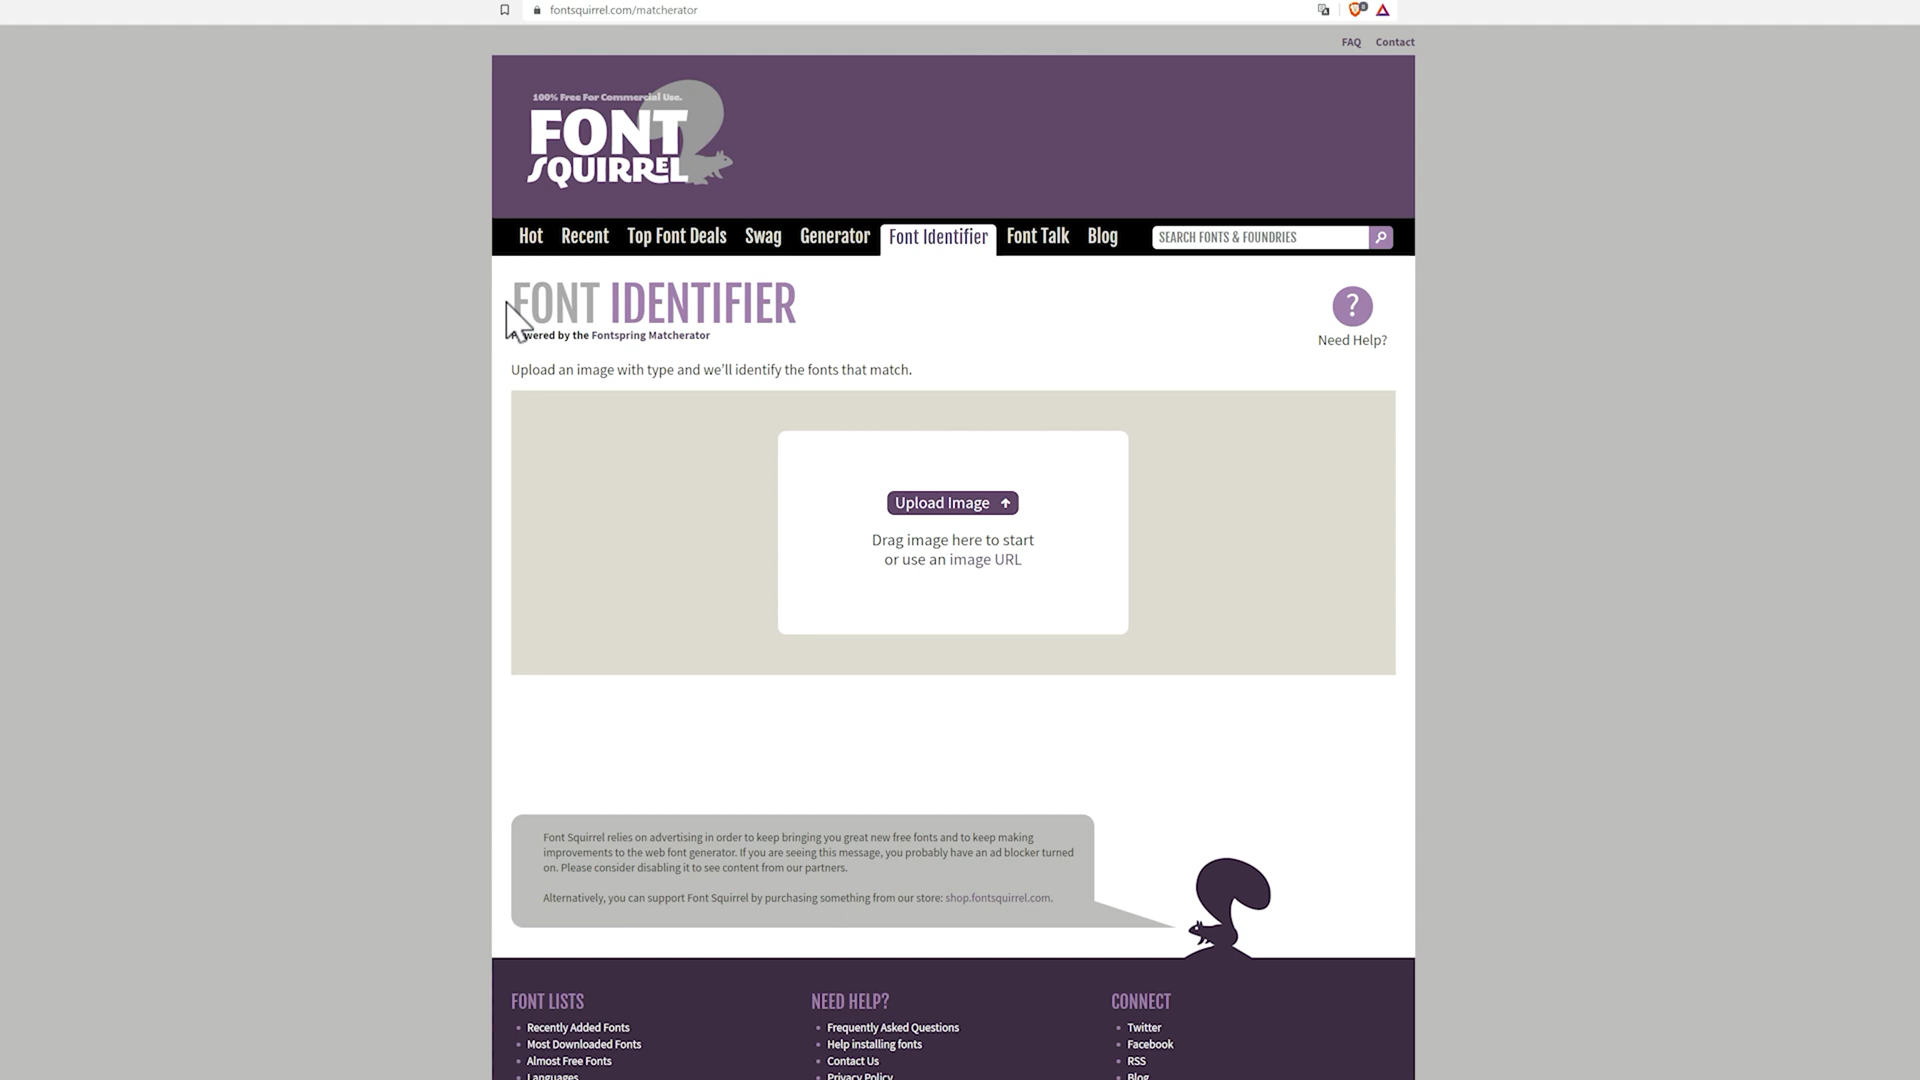 fontsquirrel.com/matcherator
FAQ Contact
100% Free For Commercial Use.
FONT
SQUIRREL
Hot Recent Top Font Deals Swag Generator Font Identifier Font Talk Blog SEARCH FONTS & FOUNDRIES
FONT IDENTIFIER
?
Powered by the Fontspring Matcherator
Need Help?
Upload an image with type and we'll identify the fonts that match.
Upload Image
Drag image here to start
or use an image URL
Font Squirrel relies on advertising in order to keep bringing you great new free fonts and to keep making
improvements to the web font generator. If you are seeing this message, you probably have an ad blocker turned
on. Please consider disabling it to see content from our partners.
Alternatively, you can support Font Squirrel by purchasing something from our store: shop.fontsquirrel.com.
FONT LISTS NEED HELP? CONNECT
Recently Added Fonts Frequently Asked Questions Twitter
Most Downloaded Fonts Help installing fonts Facebook
Almost Free Fonts Contact Us RSS
Languages Privacy Policy Blog